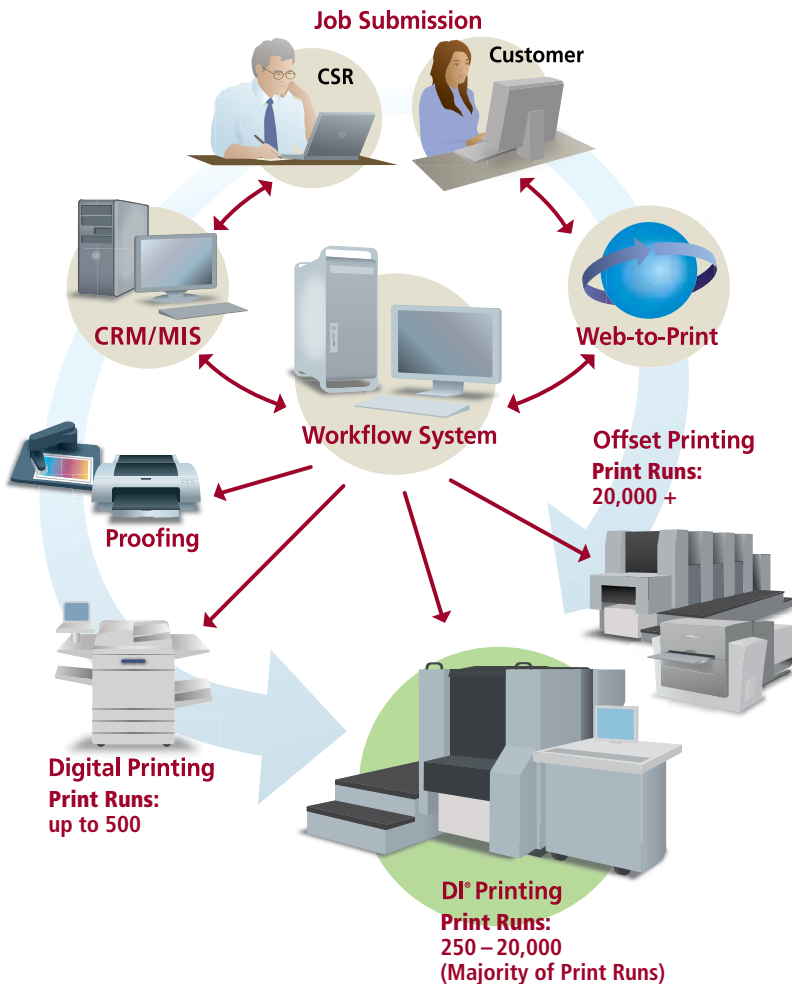 Job Submission
CSR
Customer
CRM/MIS
Web-to-Print
Workflow System
Offset Printing
Print Runs:
20,000 +
Proofing
Digital Printing
Print Runs:
up to 500
DI® Printing
Print Runs:
250 – 20,000
(Majority of Print Runs)